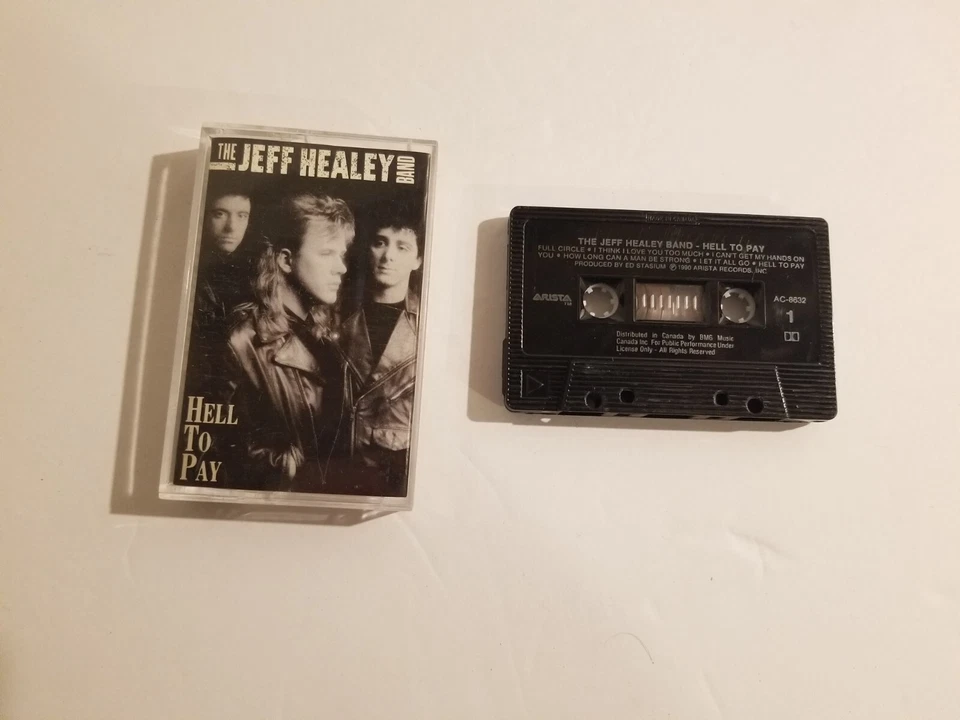 THE JEFF HEALEY BAND
HELL
TO
PAY
THE JEFF HEALEY BAND - HELL TO PAY
FULL CIRCLE • I THINK I LOVE YOU TOO MUCH • I CAN'T GET MY HANDS ON
YOU • HOW LONG CAN A MAN BE STRONG • LET IT ALL GO • HELL TO PAY
PRODUCED BY ED STASIUM Ⓟ 1990 ARISTA RECORDS, INC.
ARISTA TM
AC-8632
1
Distributed in Canada by BMG Music
Canada Inc. For Public Performance Under
License Only - All Rights Reserved